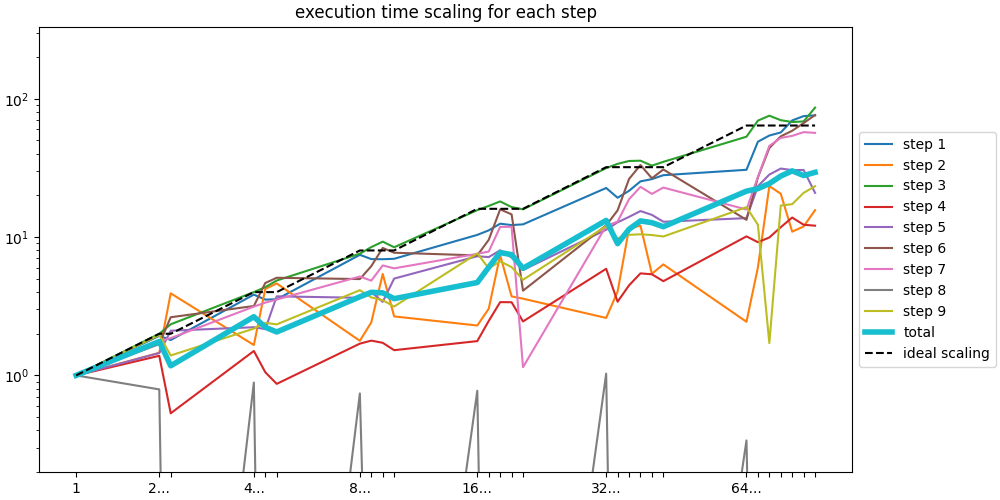 execution time scaling for each step
10²
10¹
10⁰
1
2...
4...
8...
16...
32...
64...
step 1
step 2
step 3
step 4
step 5
step 6
step 7
step 8
step 9
total
ideal scaling